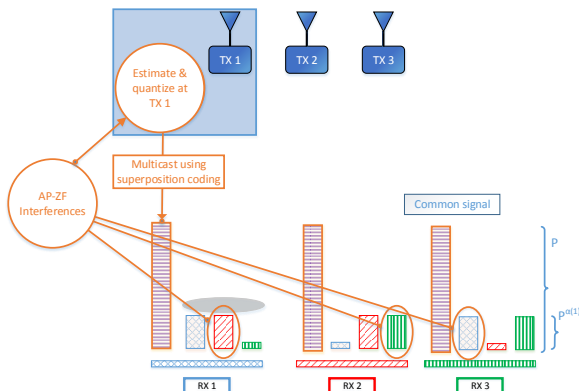 TX 1
TX 2
TX 3
Estimate &
quantize at
TX 1
Multicast using
superposition coding
AP-ZF
Interferences
Common signal
P
P^α(1)
RX 1
RX 2
RX 3